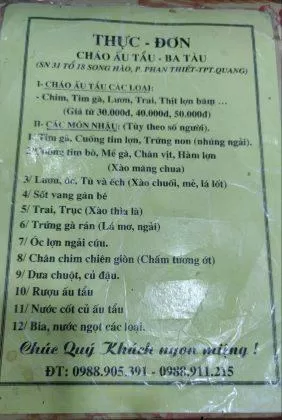 THỰC - ĐƠN
CHÁO ẤU TẨU - BA TÀU
(SN 31 TỔ 18 SONG HÀO, P. PHAN THIẾT-TPT.QUANG)
I- CHÁO ẤU TẨU CÁC LOẠI:
- Chim, Tim gà, Lươn, Trai, Thịt lợn băm ...
(Giá từ 30.000đ, 40.000đ, 50.000đ)
II- CÁC MÓN NHẬU: (Tùy theo số người).
1/ Tim gà, Cuống tim lợn, Trứng non (nhúng ngải).
2/ Cuống tim bò, Mề gà, Chân vịt, Hàm lợn
(Xào măng chua)
3/ Lươn, ốc, Tù và ếch (Xào chuối, mẻ, lá lốt)
4/ Sốt vang gân bê
5/ Trai, Trục (Xào thìa là)
6/ Trứng gà rán (Lá mơ, ngải)
7/ Óc lợn ngải cứu.
8/ Chân chim chiên giòn (Chấm tương ớt)
9/ Dưa chuột, củ đậu.
10/ Rượu ấu tẩu
11/ Nước cốt củ ấu tẩu
12/ Bia, nước ngọt các loại.
Chúc Quý Khách ngon miệng !
ĐT: 0988.905.391 - 0988.911.215